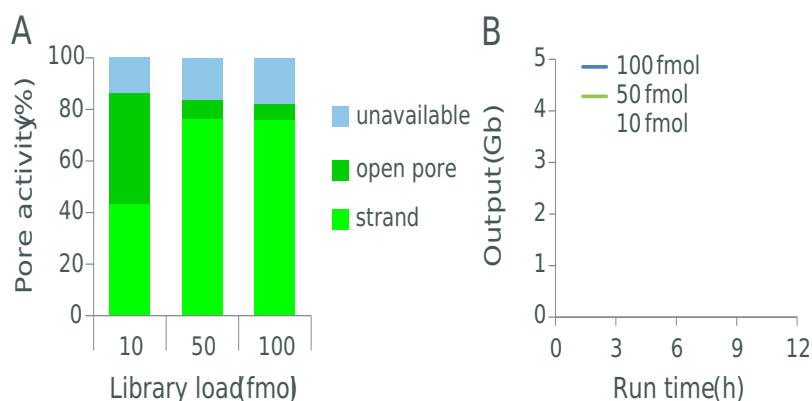 A
100
80
60
40
20
0
Pore activity(%)
10 50 100
Library load(fmol)
unavailable
open pore
strand
B
5
4
3
2
1
0
Output(Gb)
100 fmol
50 fmol
10 fmol
0 3 6 9 12
Run time(h)